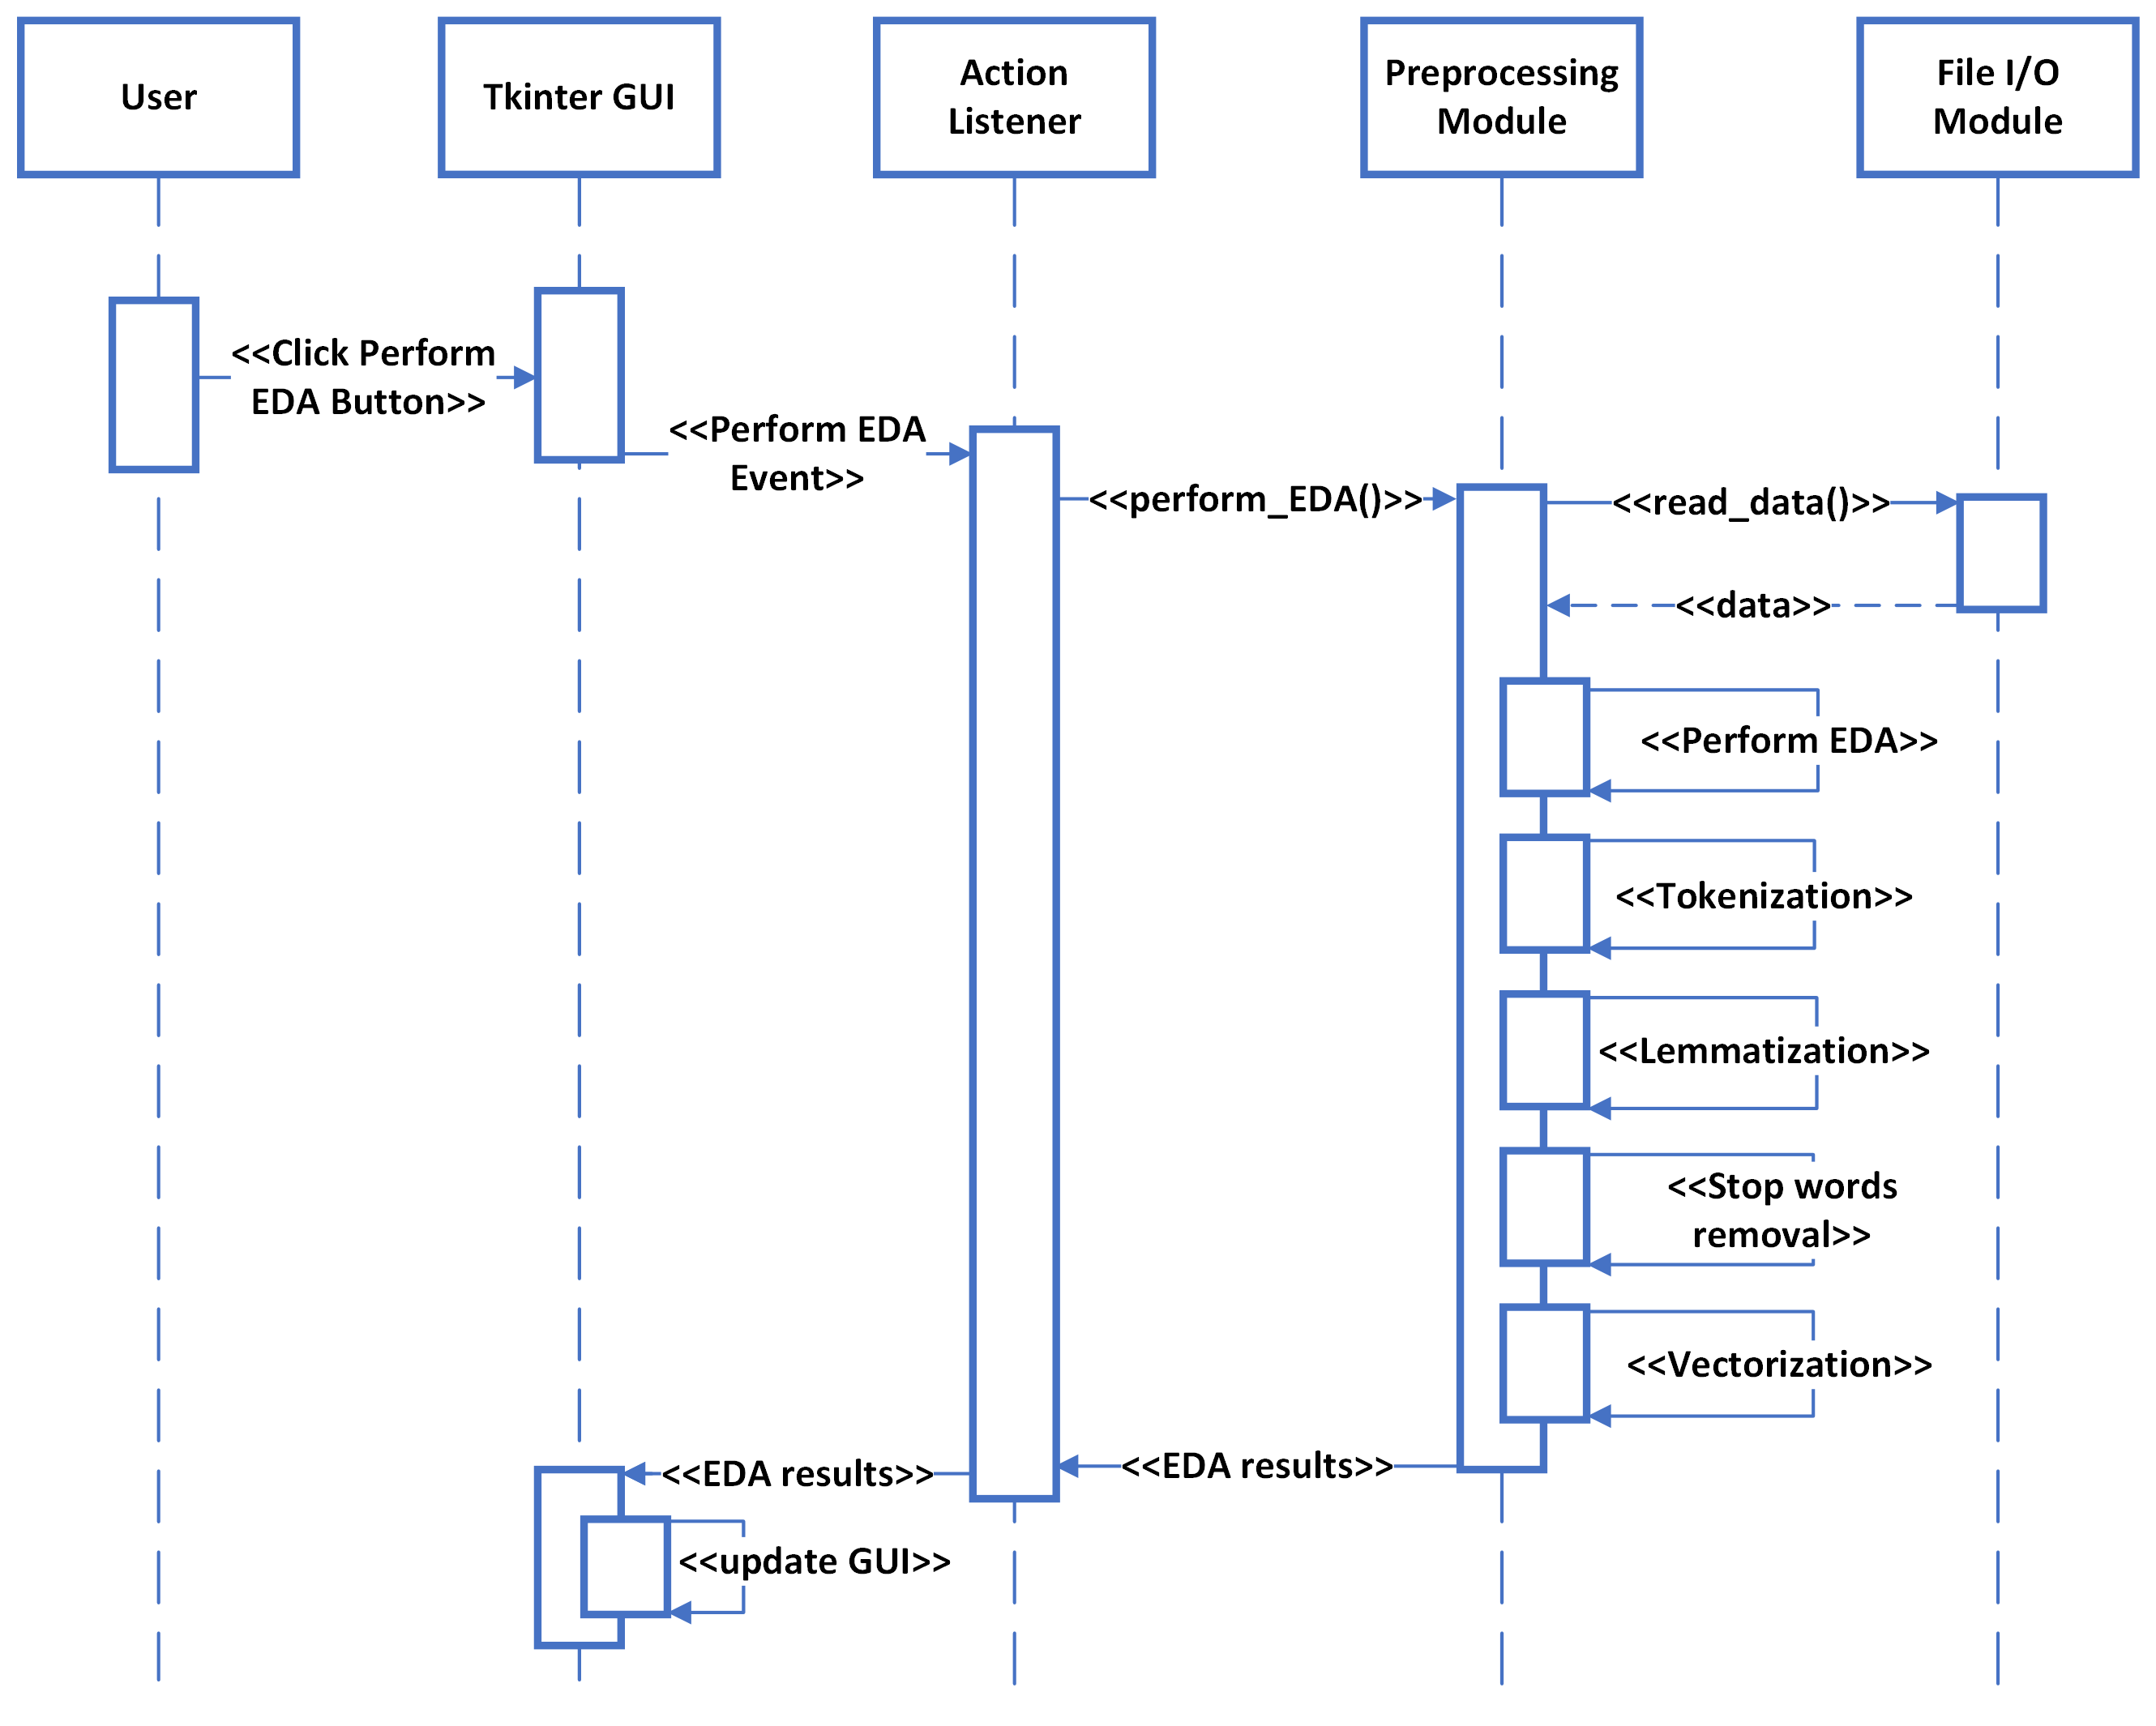 User
Tkinter GUI
Action
Listener
Preprocessing
Module
File I/O
Module
<<Click Perform
EDA Button>>
<<Perform EDA
Event>>
<<perform_EDA()>>
<<read_data()>>
<<data>>
<<Perform EDA>>
<<Tokenization>>
<<Lemmatization>>
<<Stop words
removal>>
<<Vectorization>>
<<EDA results>>
<<EDA results>>
<<update GUI>>